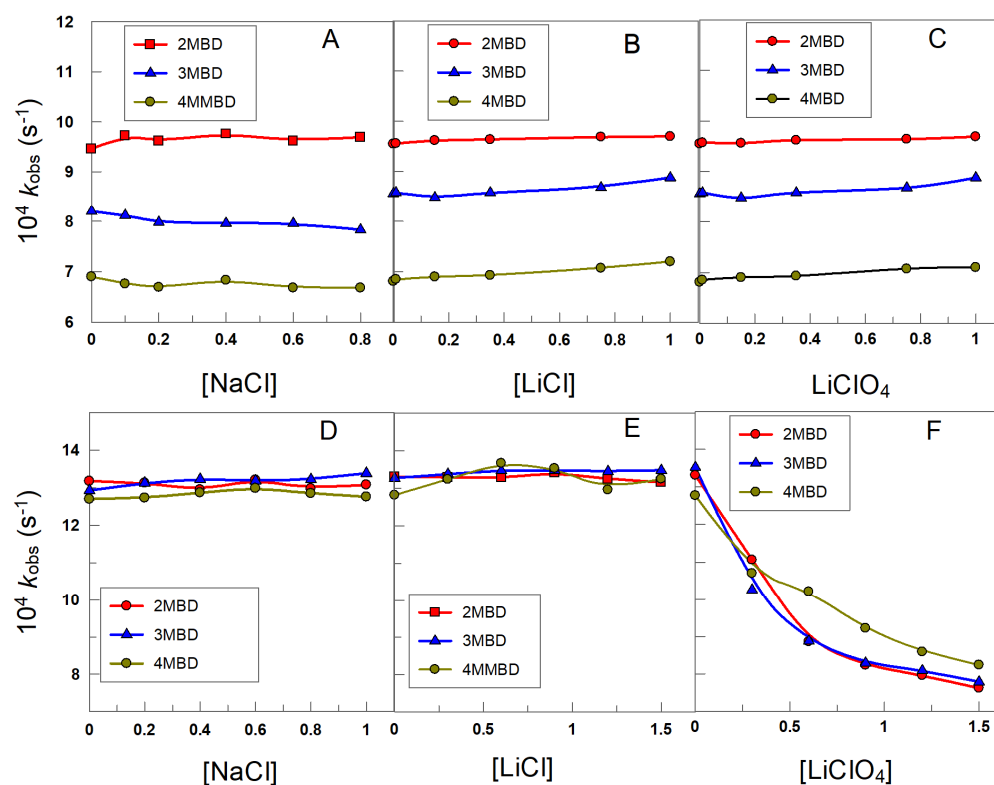 12
11
10
9
8
7
6
10⁴ k_obs (s⁻¹)
A
2MBD
3MBD
4MMBD
0 0.2 0.4 0.6 0.8
[NaCl]
B
2MBD
3MBD
4MBD
0 0.2 0.4 0.6 0.8 1
[LiCl]
C
2MBD
3MBD
4MBD
0 0.2 0.4 0.6 0.8 1
LiClO₄
14
12
10
8
10⁴ k_obs (s⁻¹)
D
2MBD
3MBD
4MBD
0 0.2 0.4 0.6 0.8 1
[NaCl]
E
2MBD
3MBD
4MMBD
0 0.5 1 1.5
[LiCl]
F
2MBD
3MBD
4MBD
0 0.5 1 1.5
[LiClO₄]